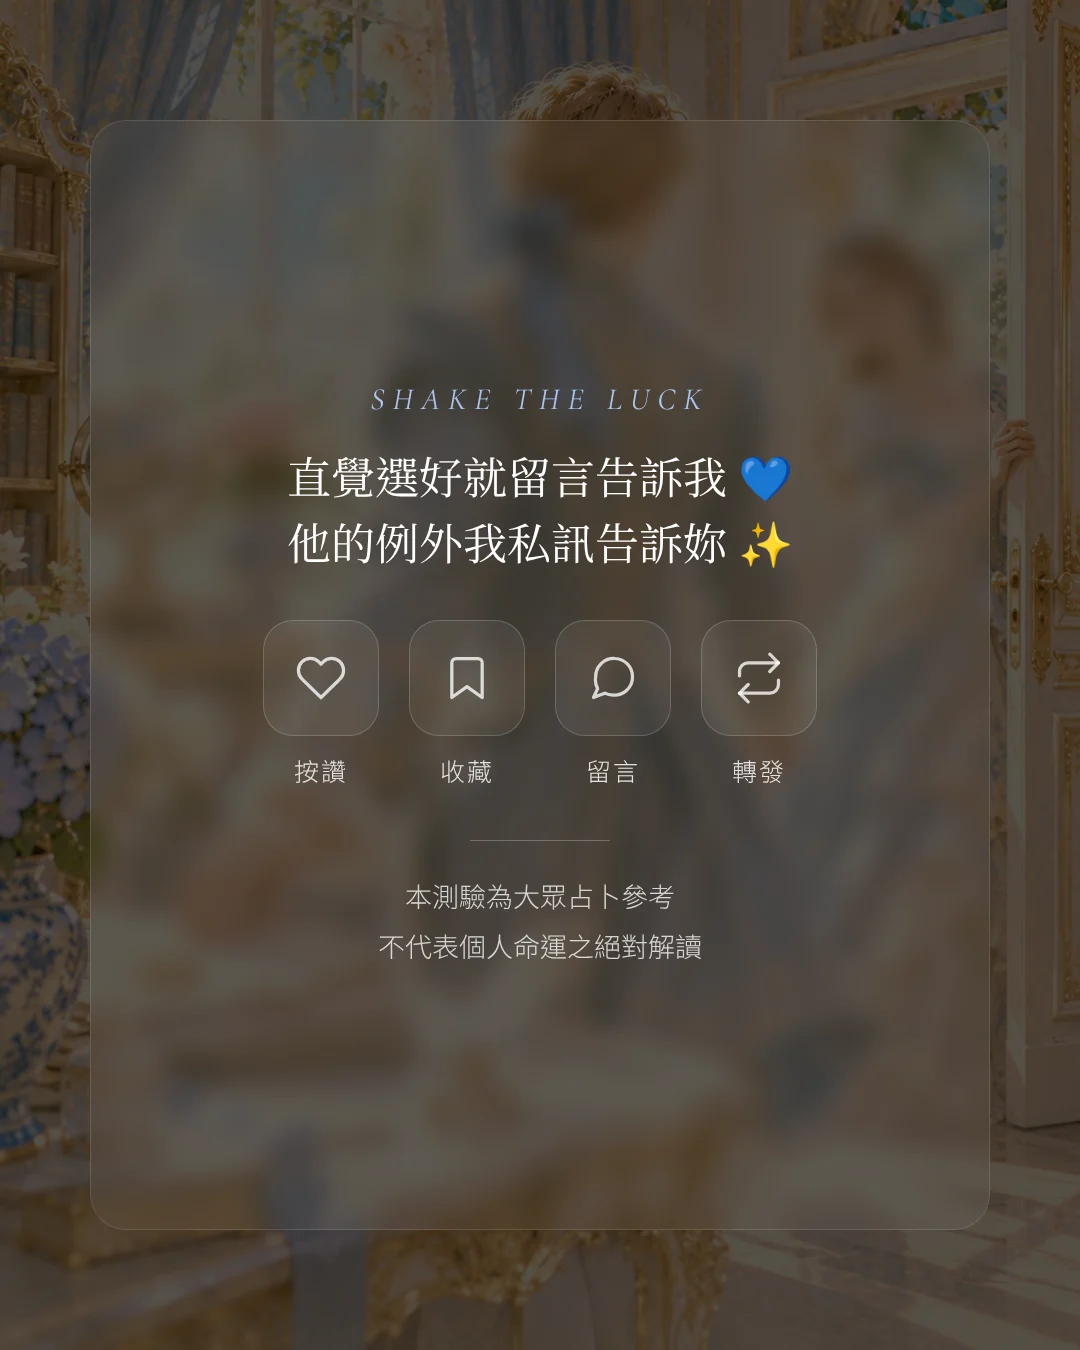 SHAKE THE LUCK
直覺選好就留言告訴我 💙
他的例外我私訊告訴妳 ✨
按讚 收藏 留言 轉發
本測驗為大眾占卜參考
不代表個人命運之絕對解讀